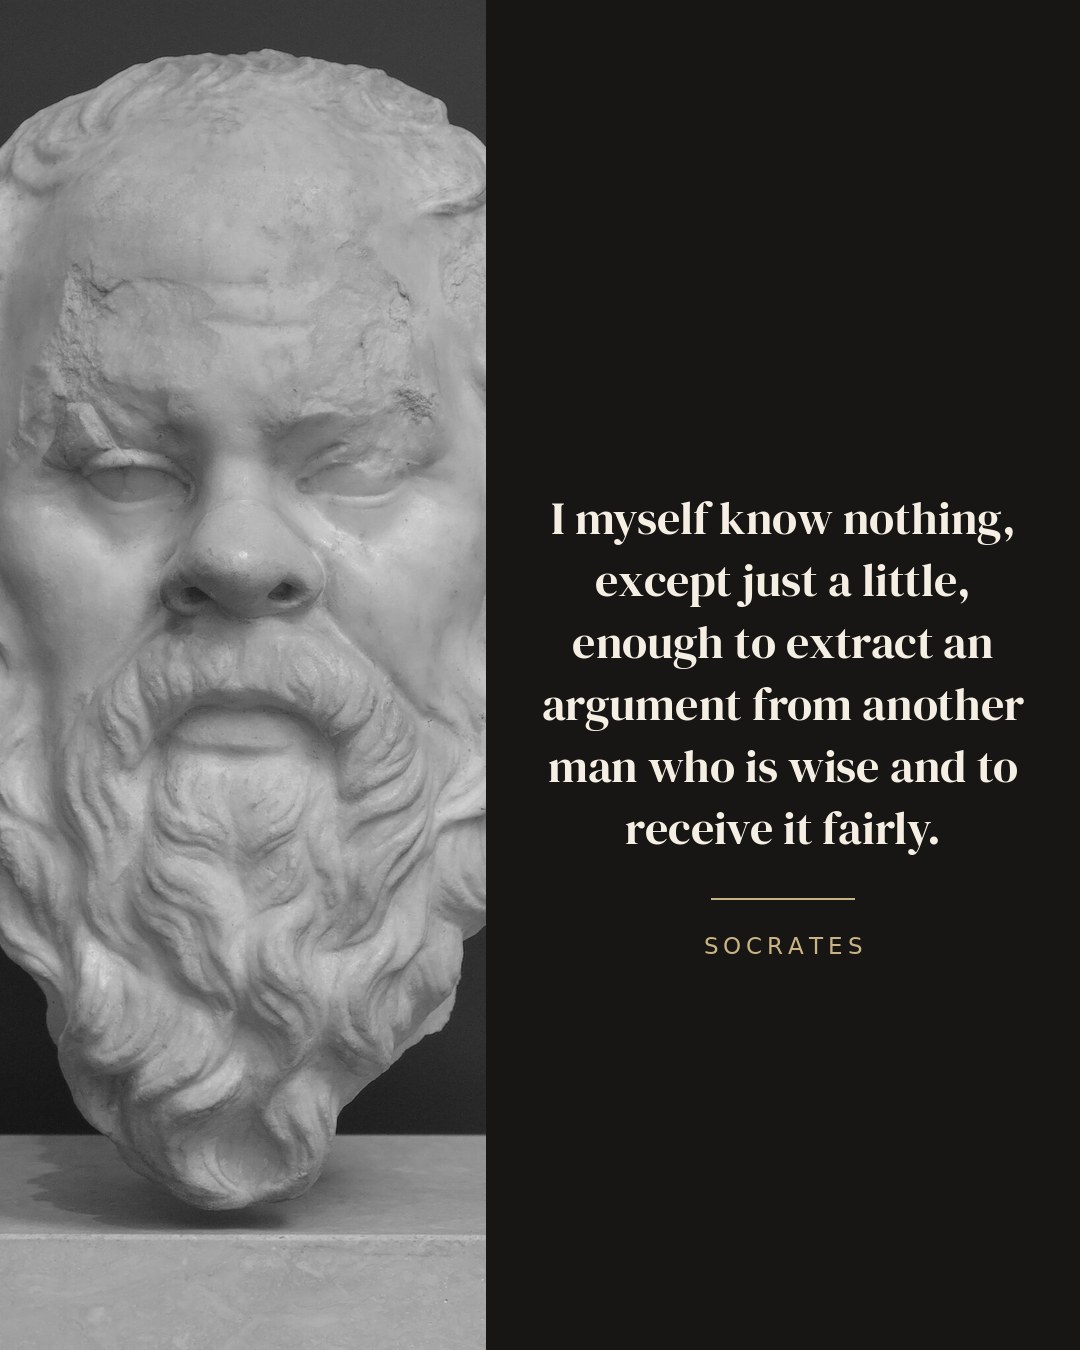 I myself know nothing,
except just a little,
enough to extract an
argument from another
man who is wise and to
receive it fairly.
SOCRATES